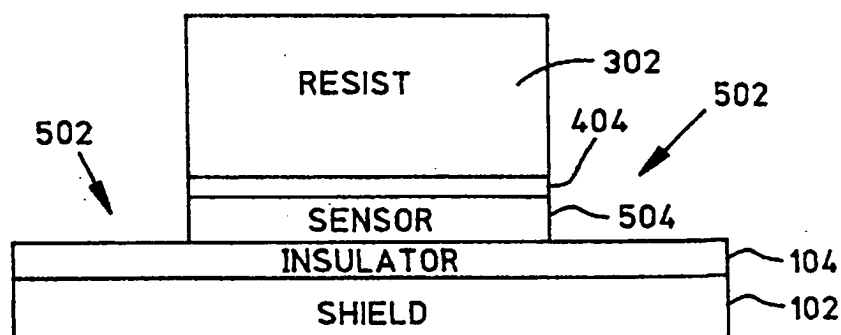 RESIST
302
502
404
502
SENSOR
504
INSULATOR
104
SHIELD
102